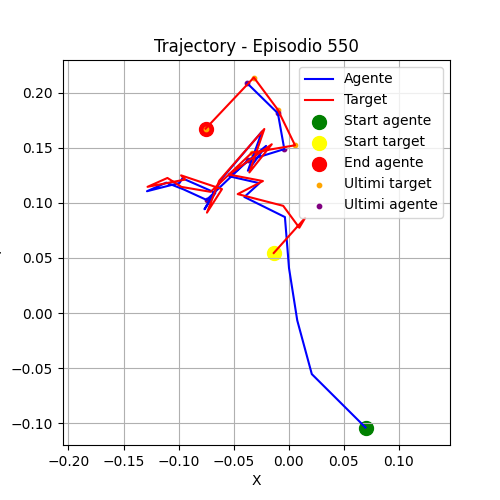 Trajectory - Episodio 550
Agente
Target
Start agente
Start target
End agente
Ultimi target
Ultimi agente
0.20
0.15
0.10
0.05
0.00
−0.05
−0.10
−0.20 −0.15 −0.10 −0.05 0.00 0.05 0.10
X